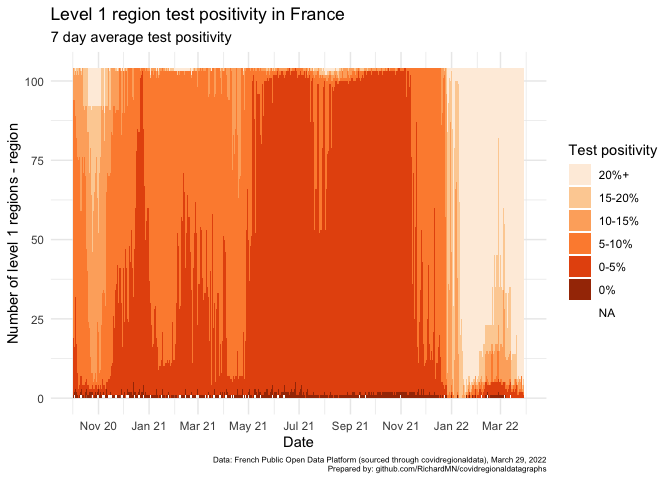 Level 1 region test positivity in France
7 day average test positivity
Number of level 1 regions - region
100
75
50
25
0
Nov 20 Jan 21 Mar 21 May 21 Jul 21 Sep 21 Nov 21 Jan 22 Mar 22
Date
Test positivity
20%+
15-20%
10-15%
5-10%
0-5%
0%
NA
Data: French Public Open Data Platform (sourced through covidregionaldata), March 29, 2022
Prepared by: github.com/RichardMN/covidregionaldatagraphs